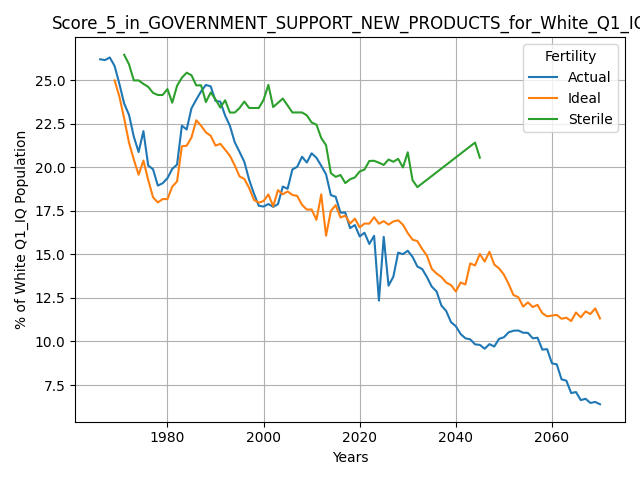 Score_5_in_GOVERNMENT_SUPPORT_NEW_PRODUCTS_for_White_Q1_IQ
Fertility
Actual
Ideal
Sterile
% of White Q1_IQ Population
25.0
22.5
20.0
17.5
15.0
12.5
10.0
7.5
1980 2000 2020 2040 2060
Years